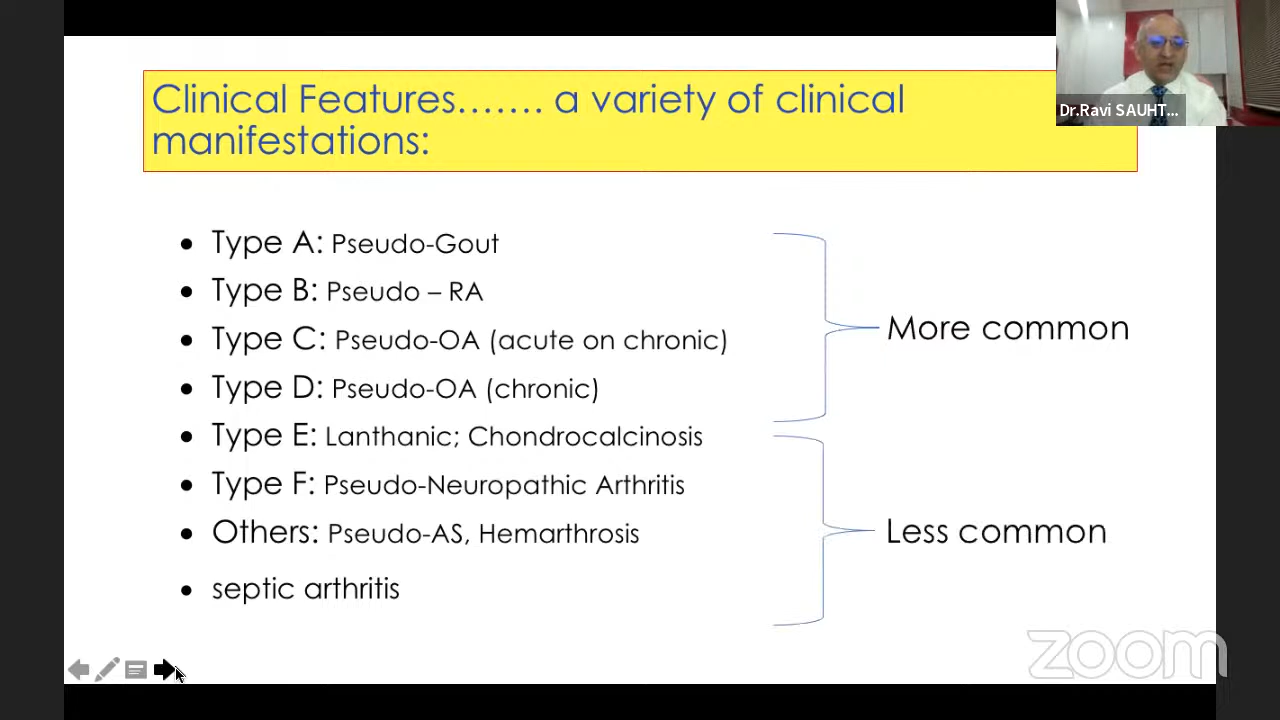 Clinical Features....... a variety of clinical
manifestations:
Dr.Ravi SAUHT...
• Type A: Pseudo-Gout
• Type B: Pseudo – RA
• Type C: Pseudo-OA (acute on chronic)
• Type D: Pseudo-OA (chronic)
• Type E: Lanthanic; Chondrocalcinosis
• Type F: Pseudo-Neuropathic Arthritis
• Others: Pseudo-AS, Hemarthrosis
• septic arthritis
More common
Less common
zoom